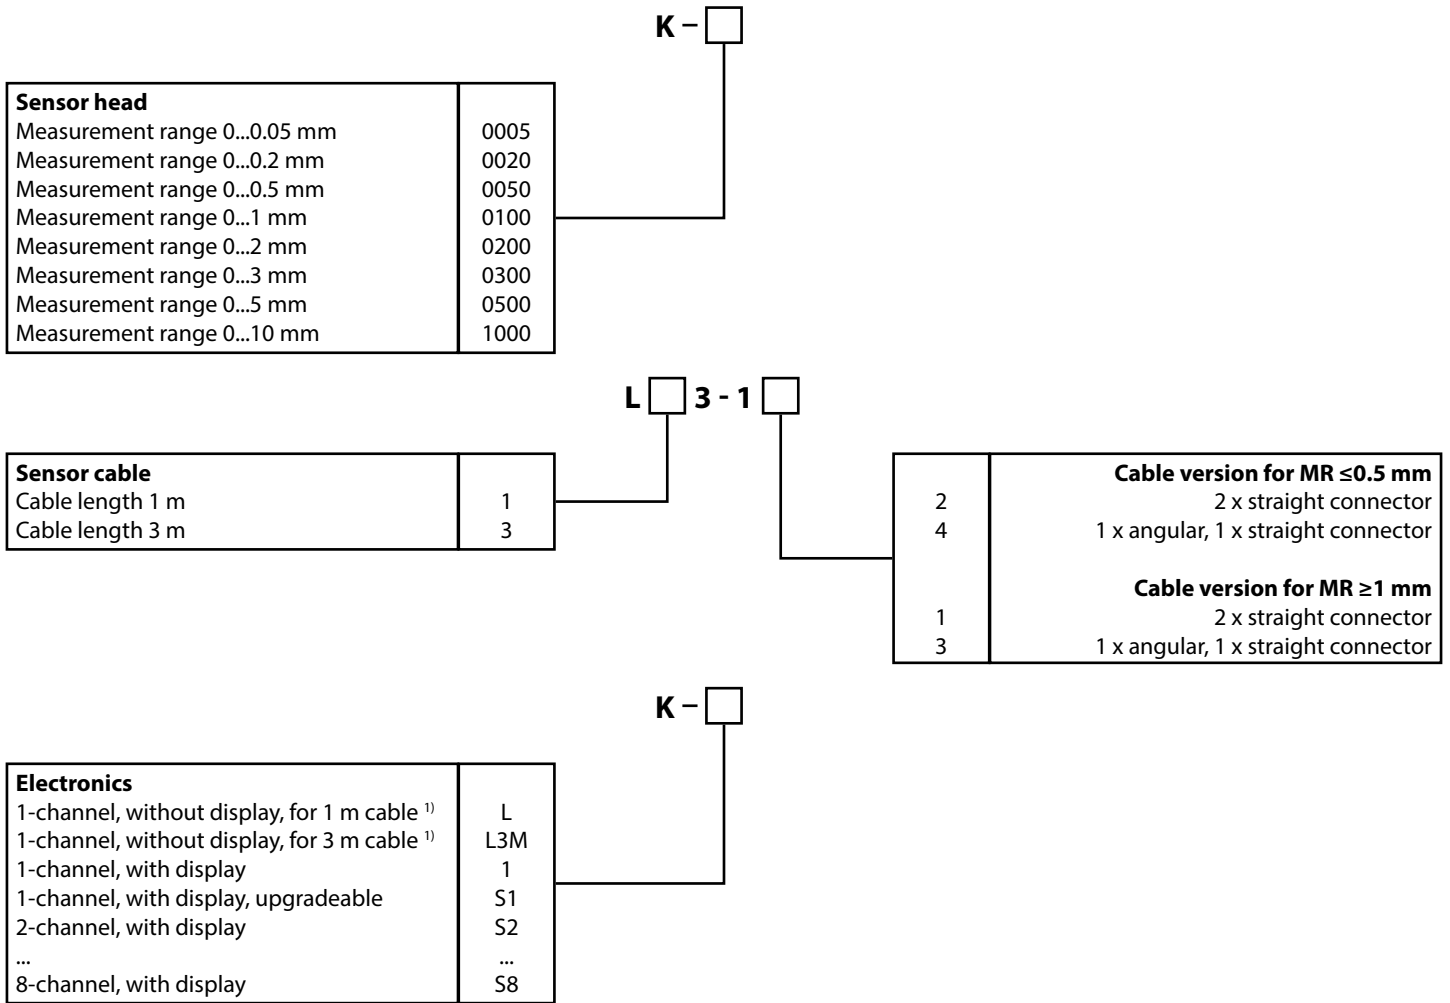 K –
Sensor head
Measurement range 0...0.05 mm 0005
Measurement range 0...0.2 mm 0020
Measurement range 0...0.5 mm 0050
Measurement range 0...1 mm 0100
Measurement range 0...2 mm 0200
Measurement range 0...3 mm 0300
Measurement range 0...5 mm 0500
Measurement range 0...10 mm 1000
L 3 - 1
Sensor cable
Cable length 1 m 1
Cable length 3 m 3
Cable version for MR ≤0.5 mm
2 2 x straight connector
4 1 x angular, 1 x straight connector
Cable version for MR ≥1 mm
1 2 x straight connector
3 1 x angular, 1 x straight connector
K –
Electronics
1-channel, without display, for 1 m cable 1) L
1-channel, without display, for 3 m cable 1) L3M
1-channel, with display 1
1-channel, with display, upgradeable S1
2-channel, with display S2
... ...
8-channel, with display S8